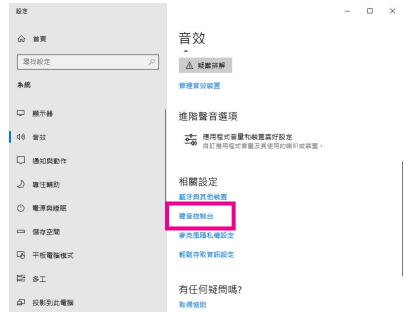 設定
首頁
尋找設定
系統
顯示器
音效
通知與動作
專注輔助
電源與睡眠
儲存空間
平板電腦模式
多工
投影到此電腦
音效
疑難排解
管理音效裝置
進階聲音選項
應用程式音量和裝置喜好設定
自訂應用程式音量及其使用的喇叭或裝置。
相關設定
藍牙與其他裝置
聲音控制台
麥克風隱私權設定
輕鬆存取音訊設定
有任何疑問嗎?
取得協助